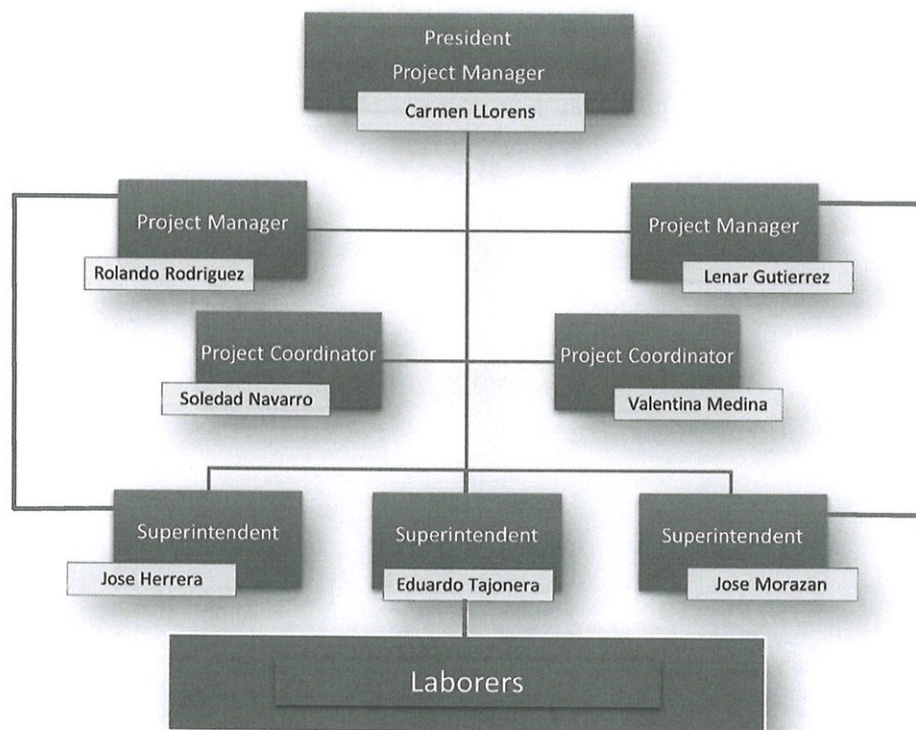 President
Project Manager
Carmen LLorens
Project Manager
Rolando Rodriguez
Project Manager
Lenar Gutierrez
Project Coordinator
Soledad Navarro
Project Coordinator
Valentina Medina
Superintendent
Jose Herrera
Superintendent
Eduardo Tajonera
Superintendent
Jose Morazan
Laborers